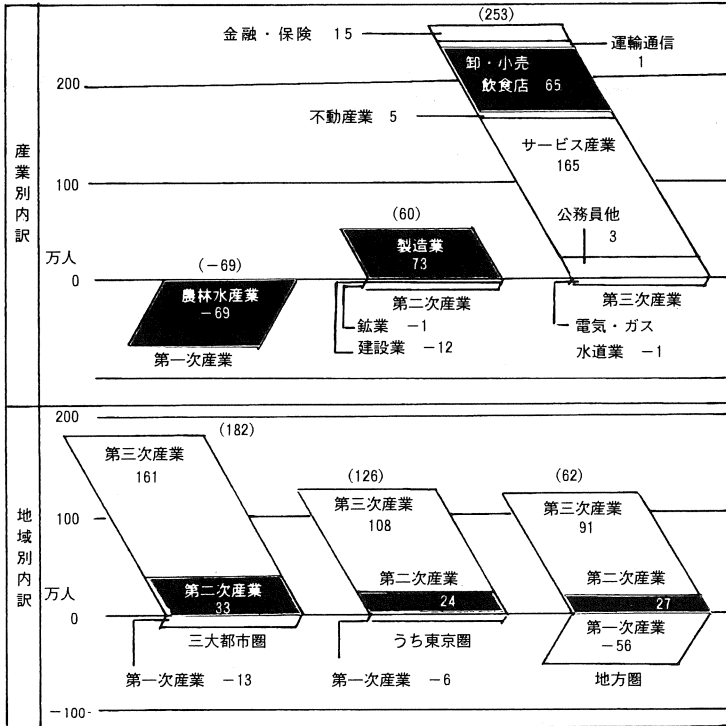 (253)
金融・保険 15
運輸通信
1
卸・小売
飲食店 65
200
不動産業 5
サービス産業
165
産業別内訳
100
(60)
公務員他
3
製造業
73
万人
0
(-69)
農林水産業
-69
第二次産業
第三次産業
鉱業 -1
建設業 -12
電気・ガス
水道業 -1
第一次産業
200
(182)
第三次産業
161
(126)
第三次産業
108
(62)
第三次産業
91
地域別内訳
100
第二次産業
33
第二次産業
24
第二次産業
27
万人
0
三大都市圏
うち東京圏
第一次産業
-56
第一次産業 -13
第一次産業 -6
地方圏
-100-